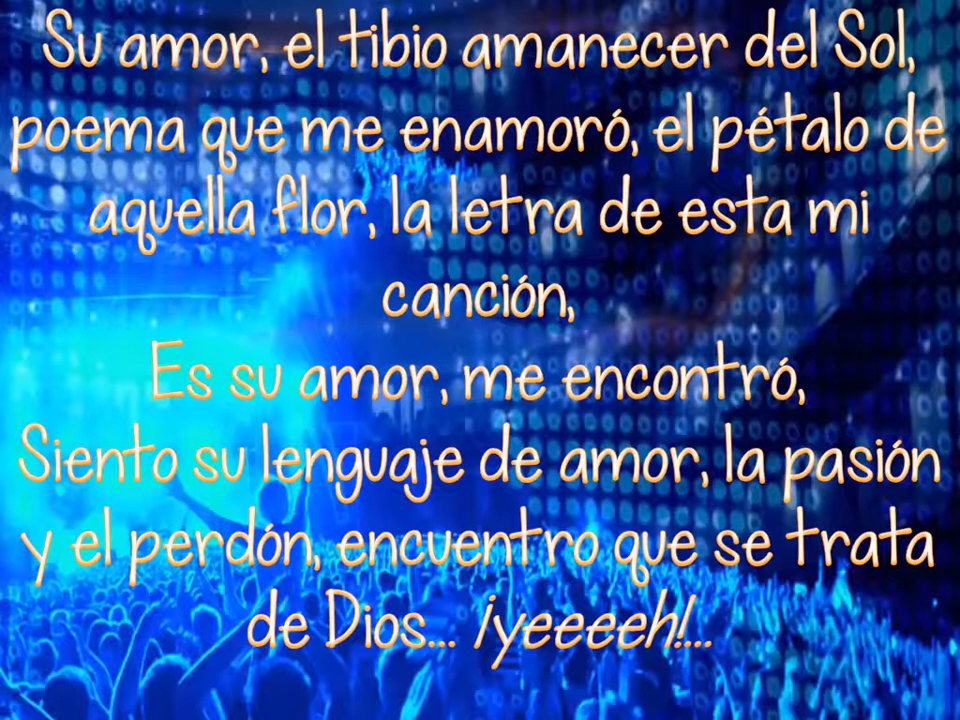 Su amor, el tibio amanecer del Sol,
poema que me enamoró, el pétalo de
aquella flor, la letra de esta mi
canción,
Es su amor, me encontró,
Siento su lenguaje de amor, la pasión
y el perdón, encuentro que se trata
de Dios... ¡yeeeeh!...